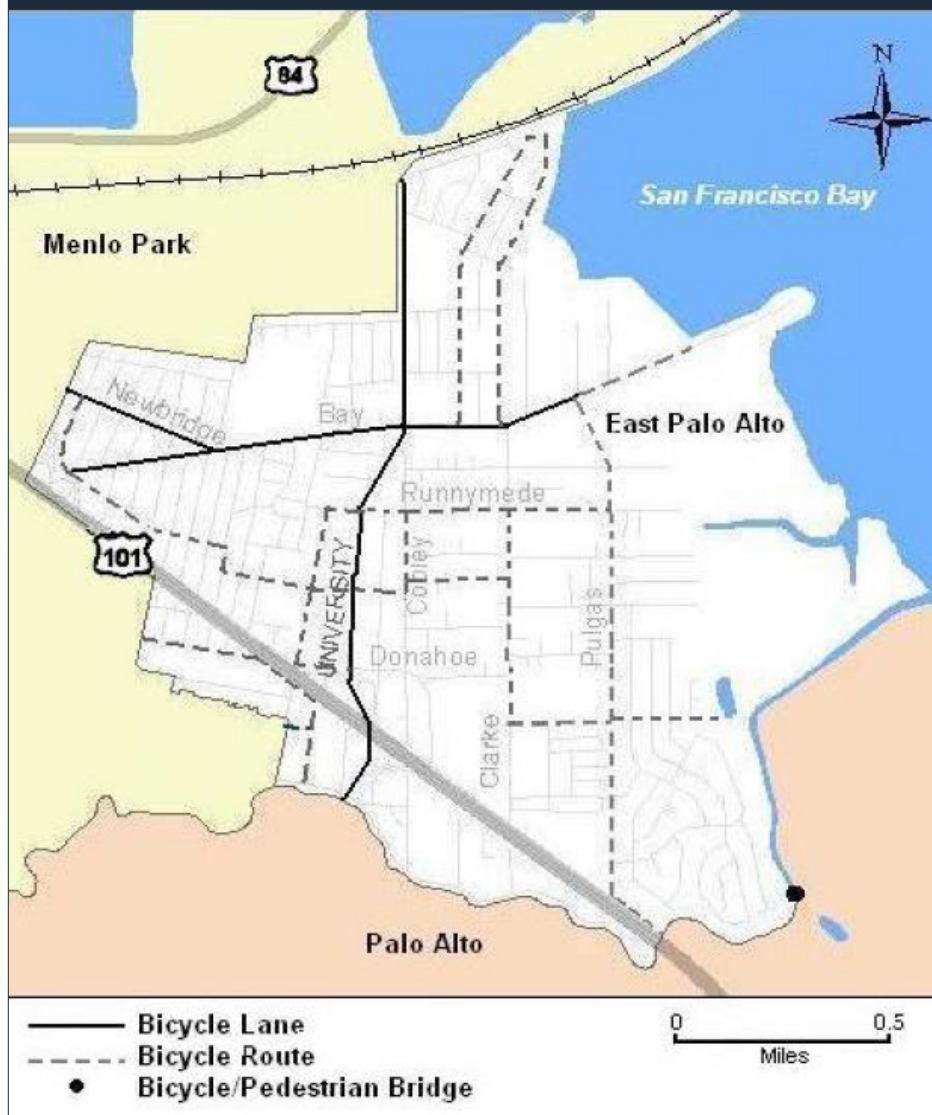 84
N
San Francisco Bay
Menlo Park
Newbridge
Bay
East Palo Alto
Runnymede
101
UNIVERSITY
Cooley
Donahoe
Pulgas
Clarke
Palo Alto
Bicycle Lane
Bicycle Route
Bicycle/Pedestrian Bridge
0 0.5
Miles